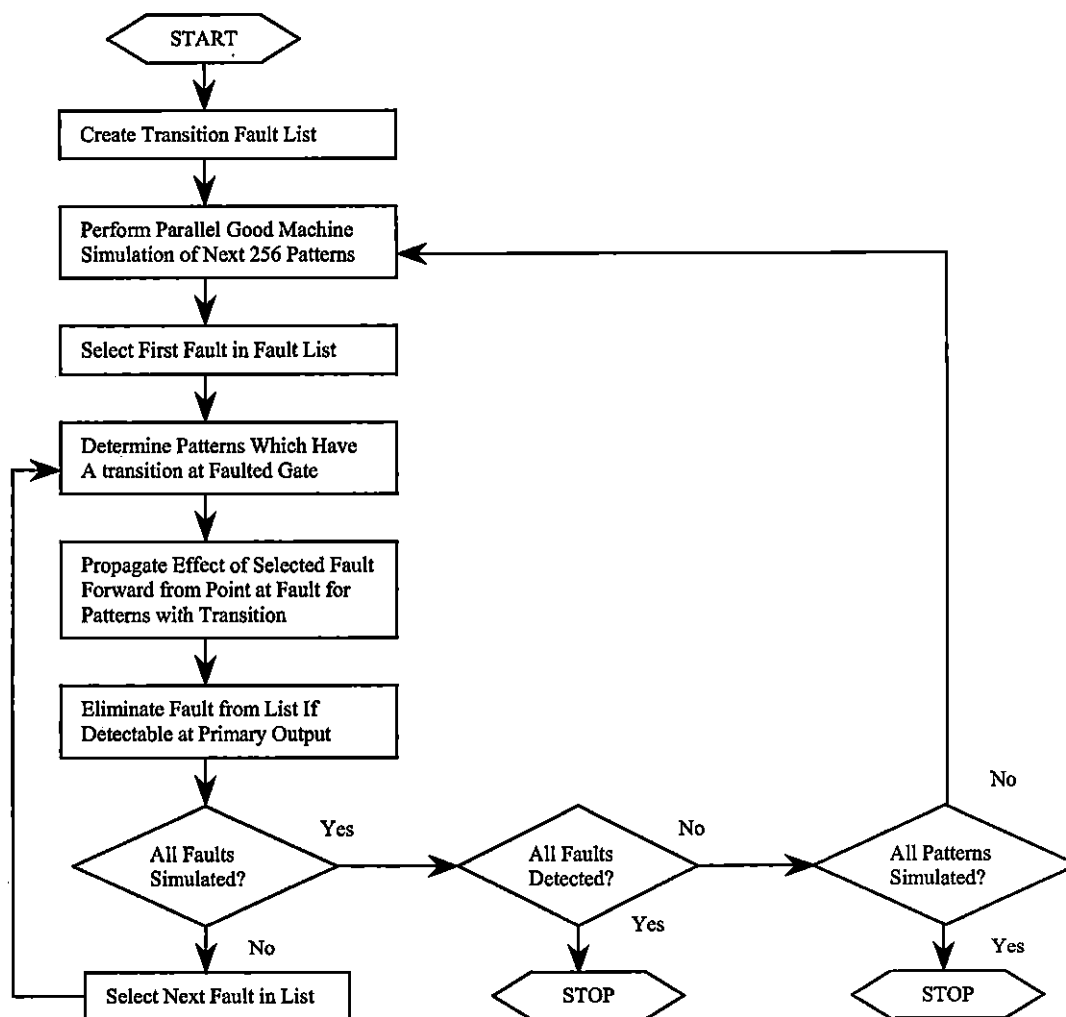 START
Create Transition Fault List
Perform Parallel Good Machine
Simulation of Next 256 Patterns
Select First Fault in Fault List
Determine Patterns Which Have
A transition at Faulted Gate
Propagate Effect of Selected Fault
Forward from Point at Fault for
Patterns with Transition
Eliminate Fault from List If
Detectable at Primary Output
All Faults
Simulated?
Yes
All Faults
Detected?
No
All Patterns
Simulated?
No
No
Yes
Yes
Select Next Fault in List
STOP
STOP